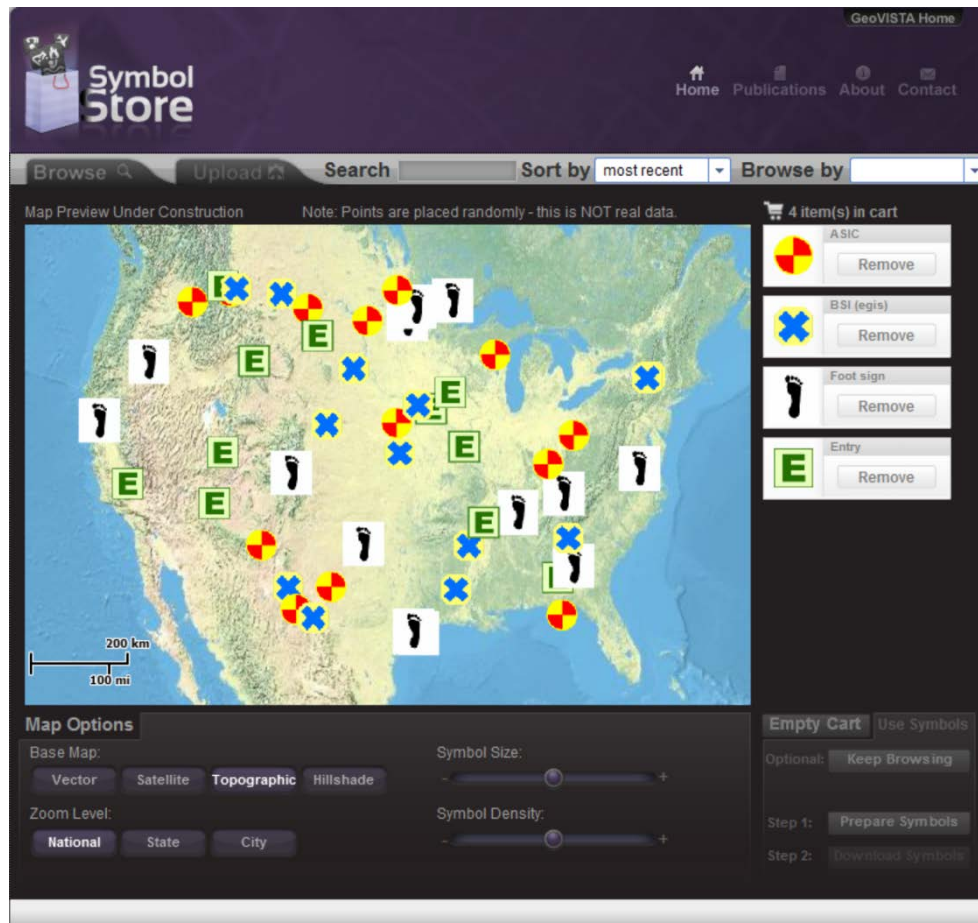 GeoVISTA Home
Symbol
Store
Home Publications About Contact
Browse Upload Search Sort by most recent Browse by
Map Preview Under Construction Note: Points are placed randomly - this is NOT real data. 4 item(s) in cart
ASIC
Remove
BSI (egis)
Remove
Foot sign
Remove
Entry
E Remove
E
E
E
E
E
E
E
E
E
E
E
200 km
100 mi
Map Options Empty Cart Use Symbols
Base Map: Symbol Size:
Optional: Keep Browsing
Vector Satellite Topographic Hillshade - +
Zoom Level: Symbol Density:
Step 1: Prepare Symbols
National State City - +
Step 2: Download Symbols